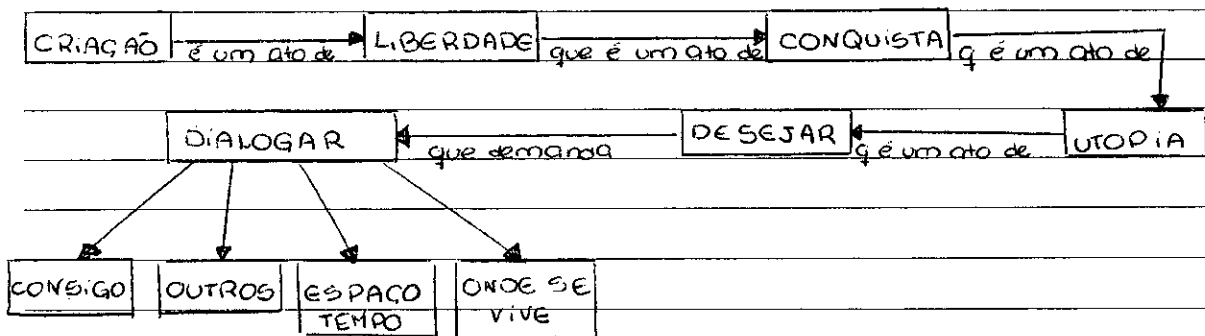 CRIAÇÃO é um ato de LIBERDADE que é um ato de CONQUISTA q é um ato de
DIALOGAR que demanda DESEJAR q é um ato de UTOPIA
CONSIGO OUTROS ESPAÇO ONDE SE
TEMPO VIVE